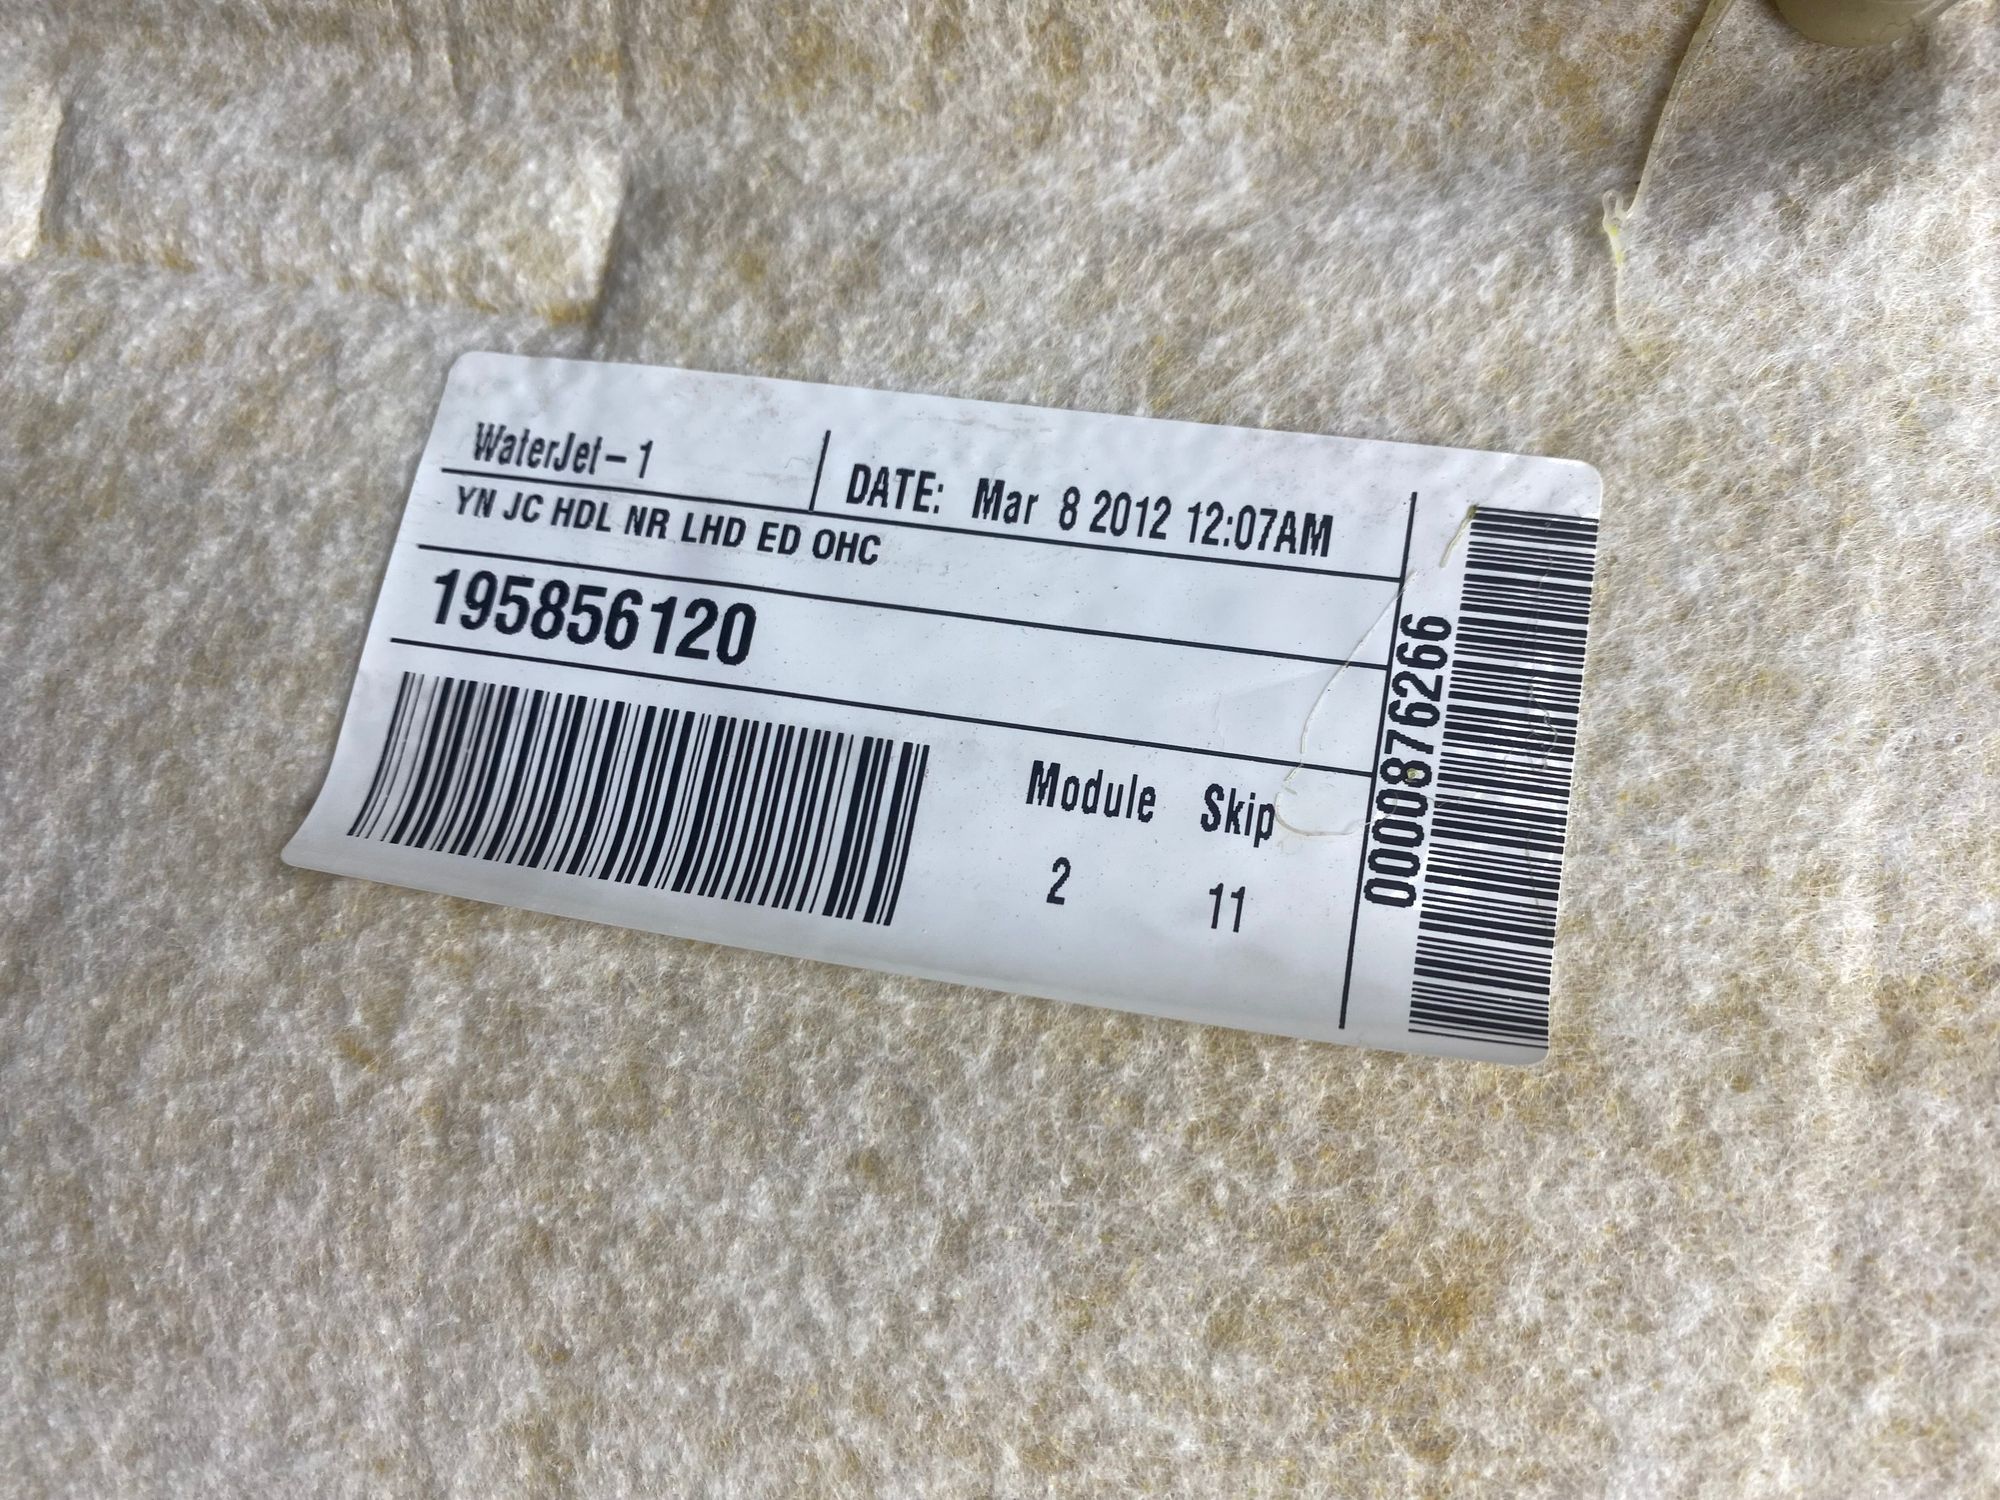 WaterJet-1
DATE: Mar 8 2012 12:07AM
YN JC HDL NR LHD ED OHC
195856120
Module Skip
2 11
0000876266